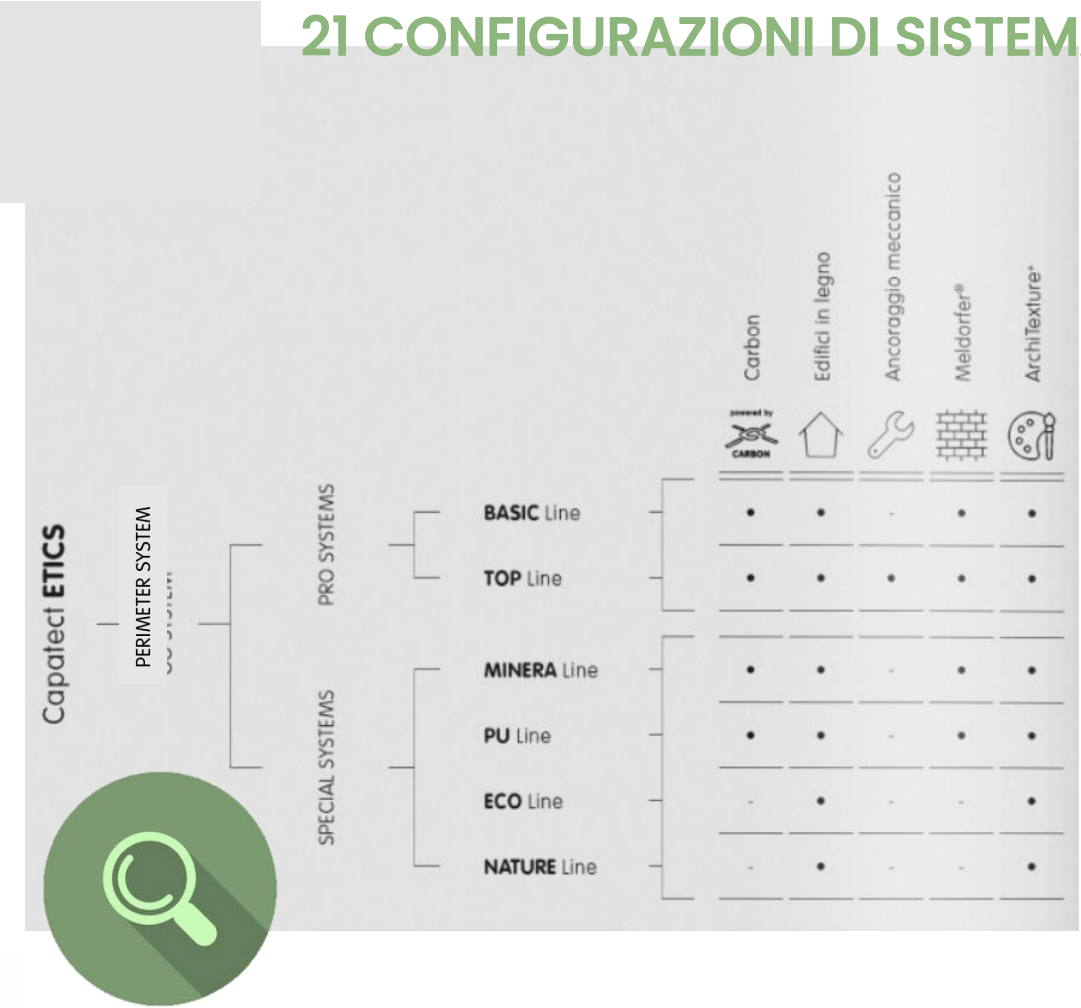 21 CONFIGURAZIONI DI SISTEM
Carbon
Edifici in legno
Ancoraggio meccanico
Meldorfer®
ArchiTexture*
powered by
CARBON
Capatect ETICS
PERIMETER SYSTEM
PRO SYSTEMS
BASIC Line • • - • •
TOP Line • • • • •
SPECIAL SYSTEMS
MINERA Line • • - • •
PU Line • • - • •
ECO Line - • - - •
NATURE Line - • - - •